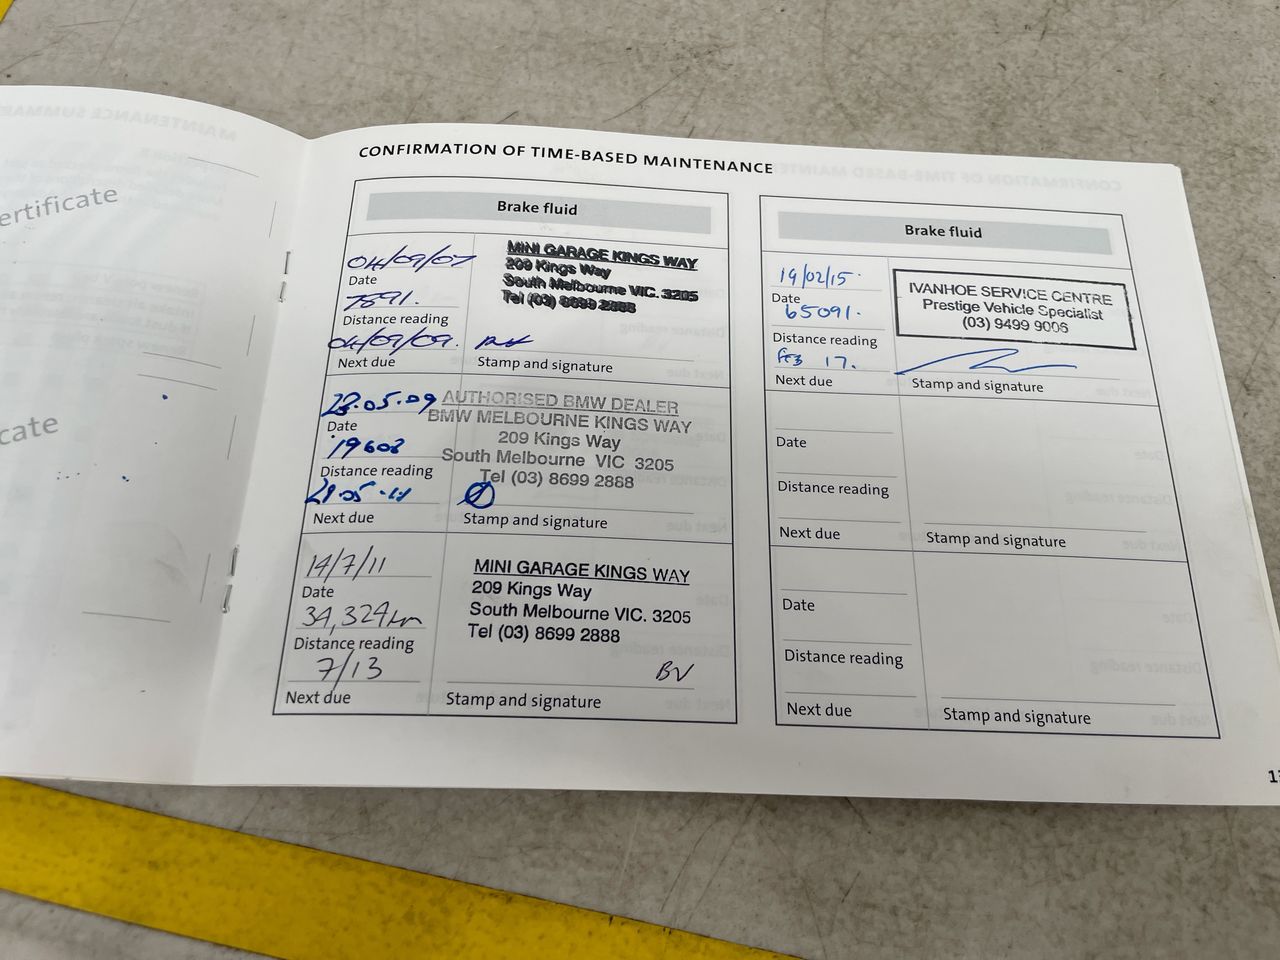 ertificate
cate
CONFIRMATION OF TIME-BASED MAINTENANCE
Brake fluid
04/09/07
Date
7891.
Distance reading
04/09/09.
Next due
MINI GARAGE KINGS WAY
209 Kings Way
South Melbourne VIC. 3205
Tel (03) 8699 2888
Stamp and signature
28.05.09
Date
19602
Distance reading
28.05.11
Next due
AUTHORISED BMW DEALER
BMW MELBOURNE KINGS WAY
209 Kings Way
South Melbourne VIC 3205
Tel (03) 8699 2888
Stamp and signature
14/7/11
Date
34,324km
Distance reading
7/13
Next due
MINI GARAGE KINGS WAY
209 Kings Way
South Melbourne VIC. 3205
Tel (03) 8699 2888
BV
Stamp and signature
Brake fluid
19/02/15.
Date
65091.
Distance reading
Feb 17.
Next due
IVANHOE SERVICE CENTRE
Prestige Vehicle Specialist
(03) 9499 9006
Stamp and signature
Date
Distance reading
Next due
Stamp and signature
Date
Distance reading
Next due
Stamp and signature